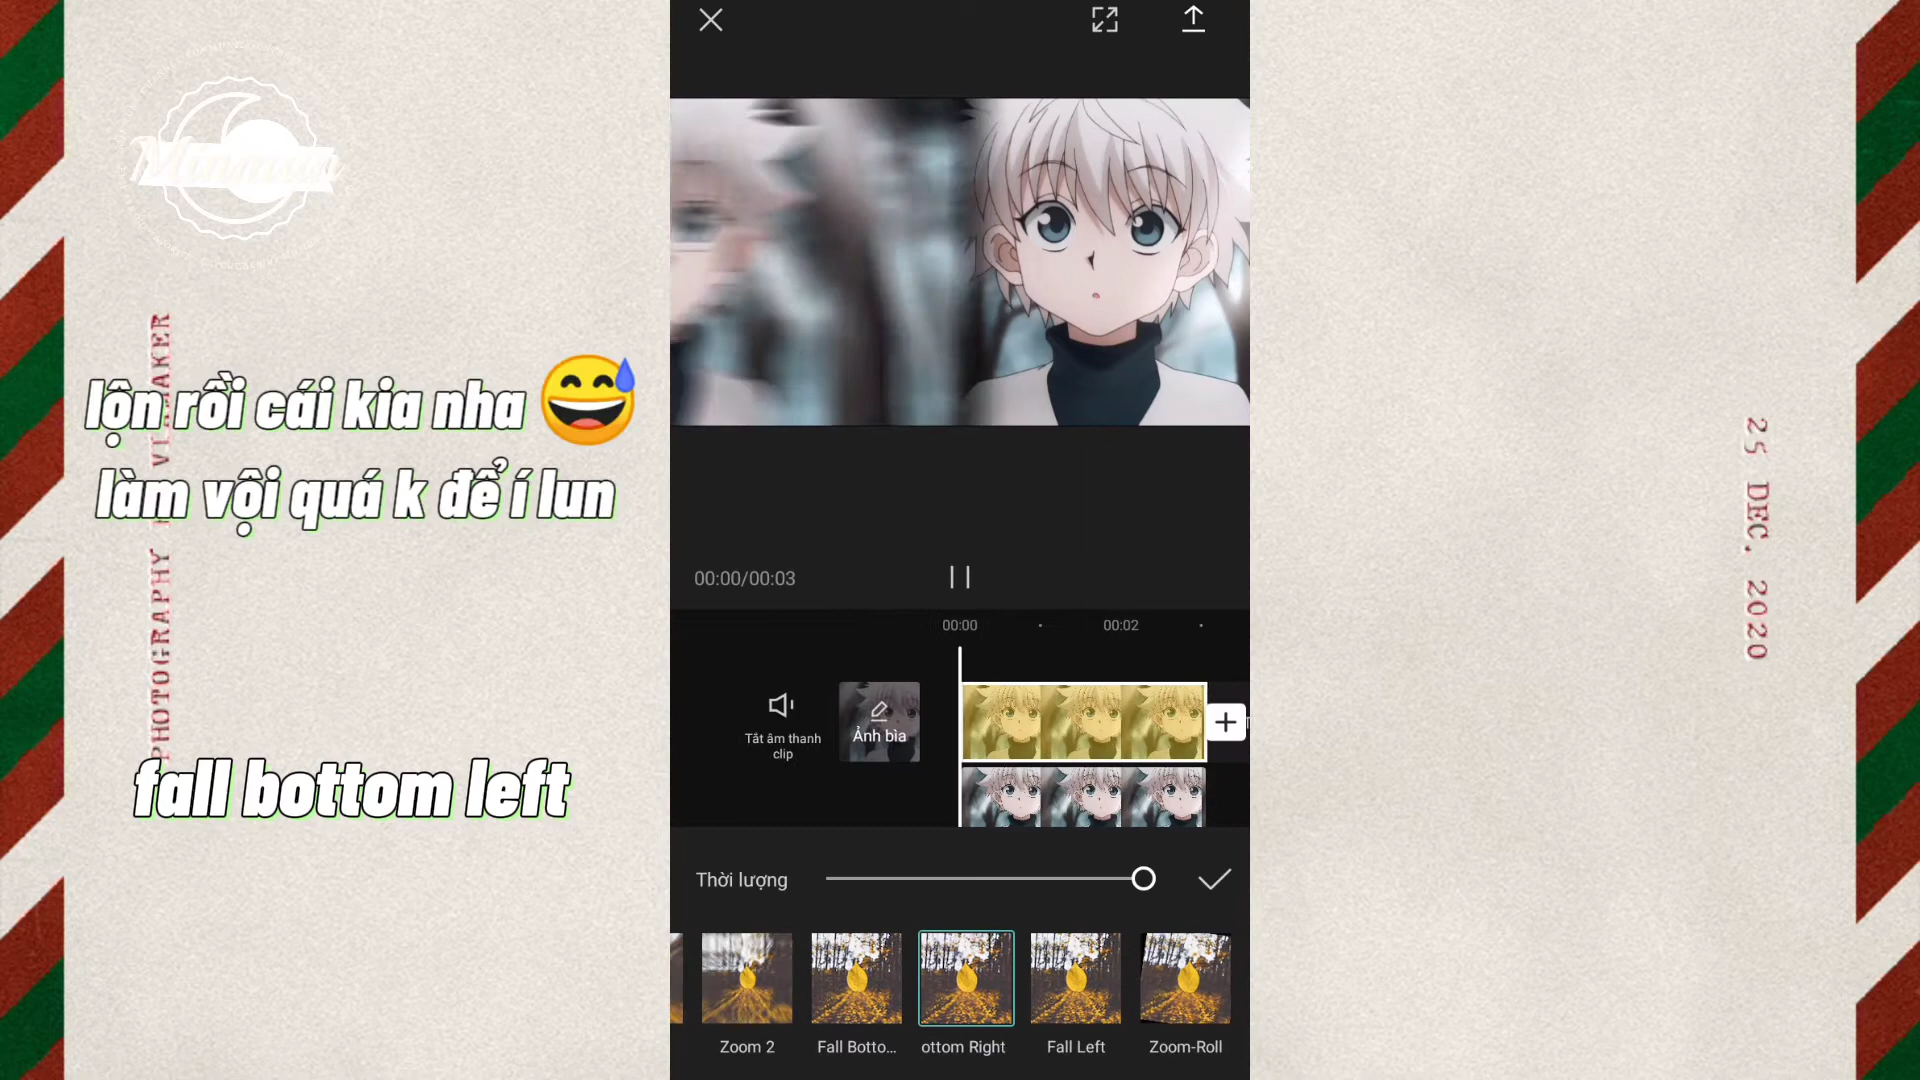 Minmin
lộn rồi cái kia nha 😅
làm vội quá k để í lun
fall bottom left
25 DEC. 2020
00:00/00:03
00:00
00:02
Tắt âm thanh
clip
Ảnh bìa
Thời lượng
Zoom 2
Fall Botto...
ottom Right
Fall Left
Zoom-Roll
PHOTOGRAPHY